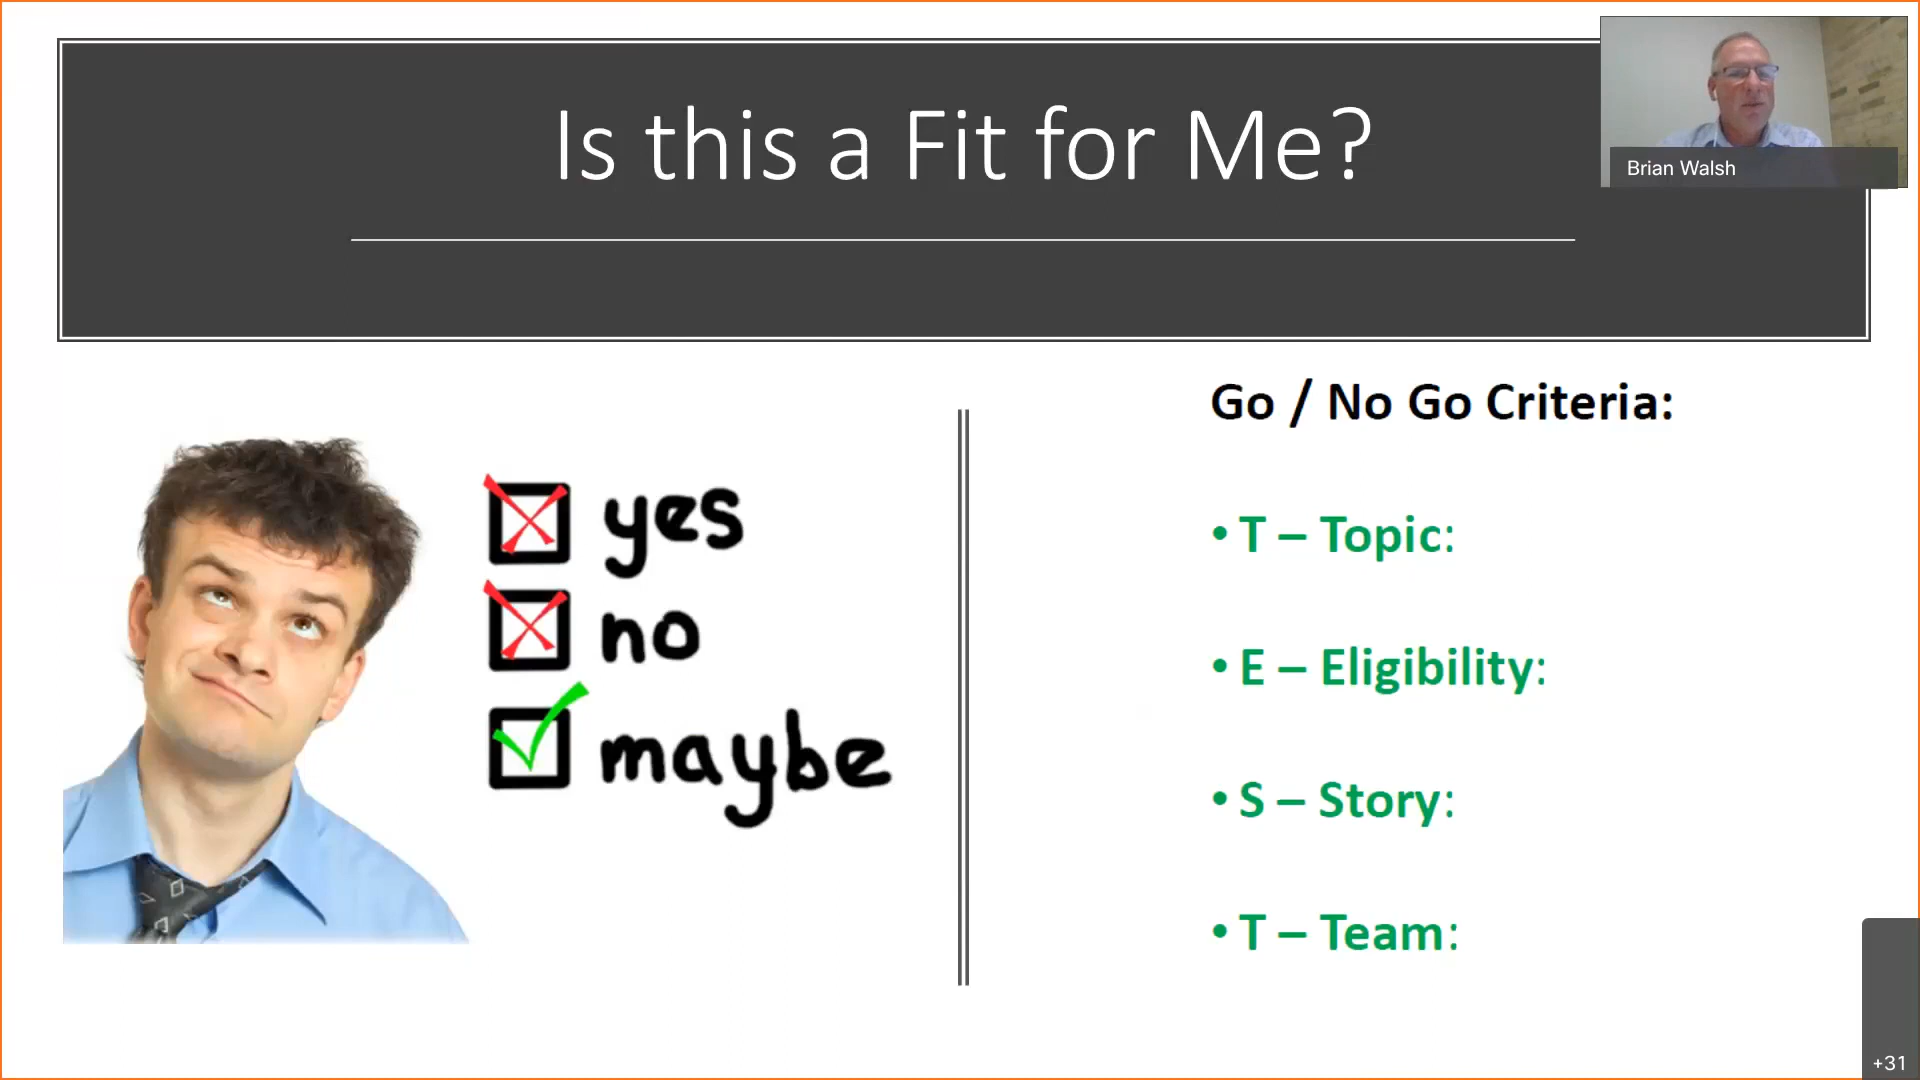 Is this a Fit for Me?
Brian Walsh
yes
no
maybe
Go / No Go Criteria:
• T – Topic:
• E – Eligibility:
• S – Story:
• T – Team:
+31